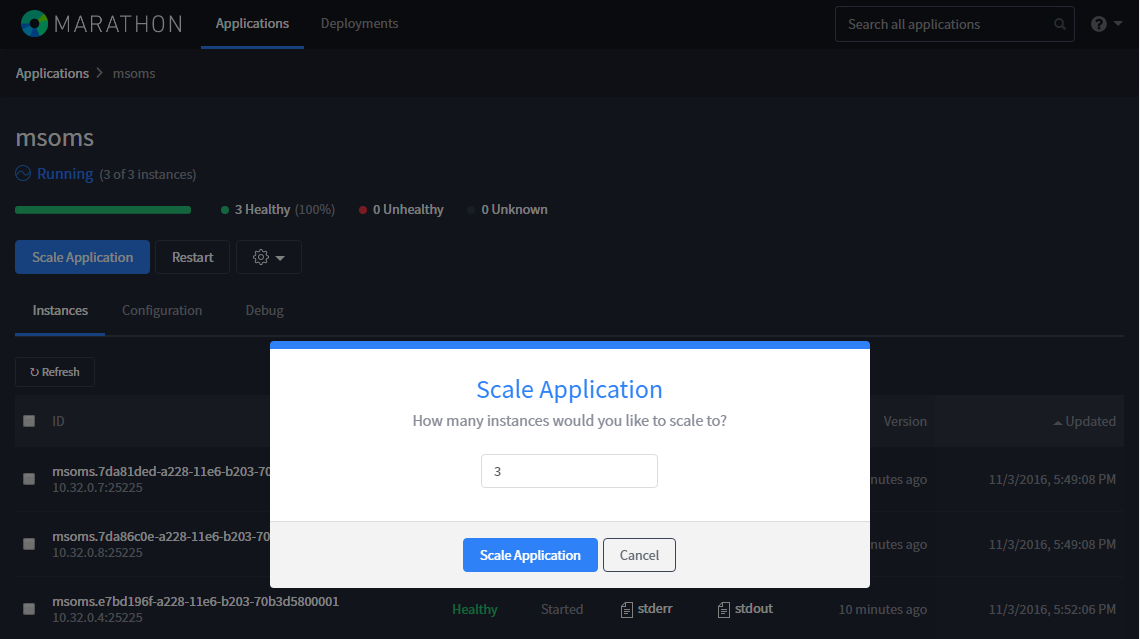 MARATHON Applications Deployments Search all applications
Applications > msoms
msoms
Running (3 of 3 instances)
3 Healthy (100%) 0 Unhealthy 0 Unknown
Scale Application Restart
Instances Configuration Debug
Refresh
ID Version Updated
msoms.7da81ded-a228-11e6-b203-70 nutes ago 11/3/2016, 5:49:08 PM
10.32.0.7:25225
msoms.7da86c0e-a228-11e6-b203-70 nutes ago 11/3/2016, 5:49:08 PM
10.32.0.8:25225
msoms.e7bd196f-a228-11e6-b203-70b3d5800001 Healthy Started stderr stdout 10 minutes ago 11/3/2016, 5:52:06 PM
10.32.0.4:25225
Scale Application
How many instances would you like to scale to?
3
Scale Application Cancel